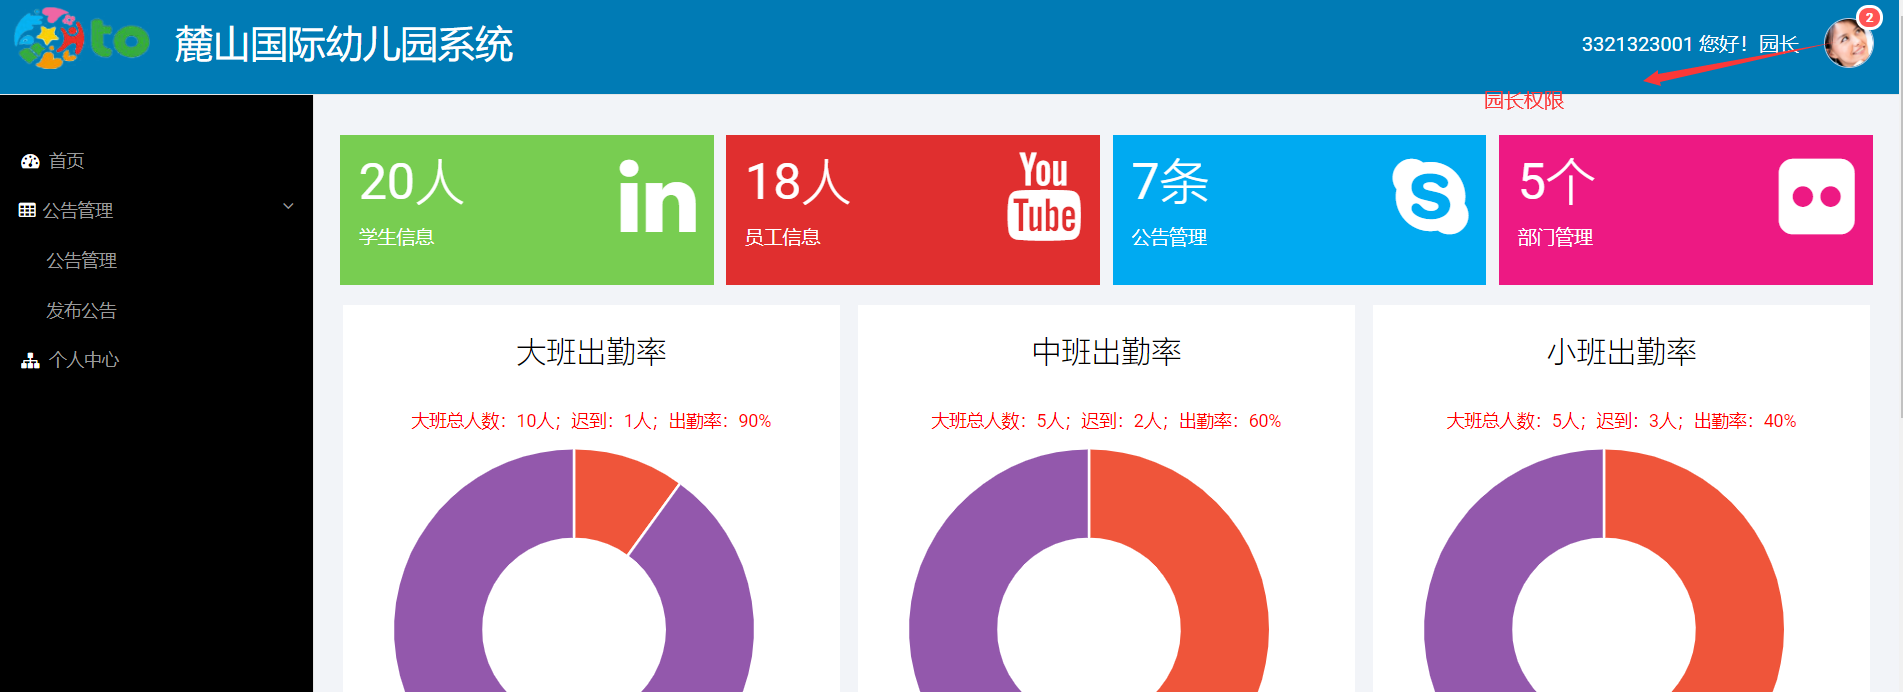 to
麓山国际幼儿园系统
3321323001 您好！园长
2
园长权限
首页
公告管理
公告管理
发布公告
个人中心
20人
学生信息
in
18人
员工信息
You
Tube
7条
公告管理
S
5个
部门管理
大班出勤率
大班总人数：10人；迟到：1人；出勤率：90%
中班出勤率
大班总人数：5人；迟到：2人；出勤率：60%
小班出勤率
大班总人数：5人；迟到：3人；出勤率：40%